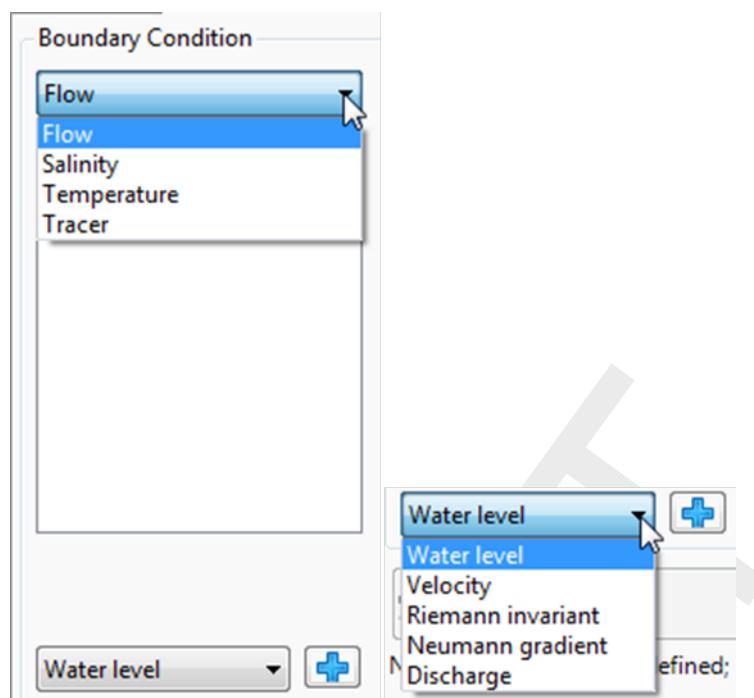 Boundary Condition
Flow
Flow
Salinity
Temperature
Tracer
Water level
Water level
Water level
Velocity
Riemann invariant
Neumann gradient
Discharge
N
efined;